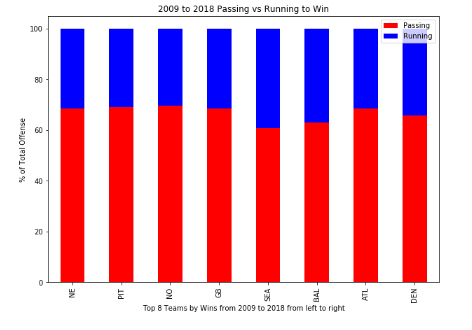 2009 to 2018 Passing vs Running to Win
Passing
Running
100
80
60
40
20
0
% of Total Offense
NE
PIT
NO
GB
SEA
BAL
ATL
DEN
Top 8 Teams by Wins from 2009 to 2018 from left to right